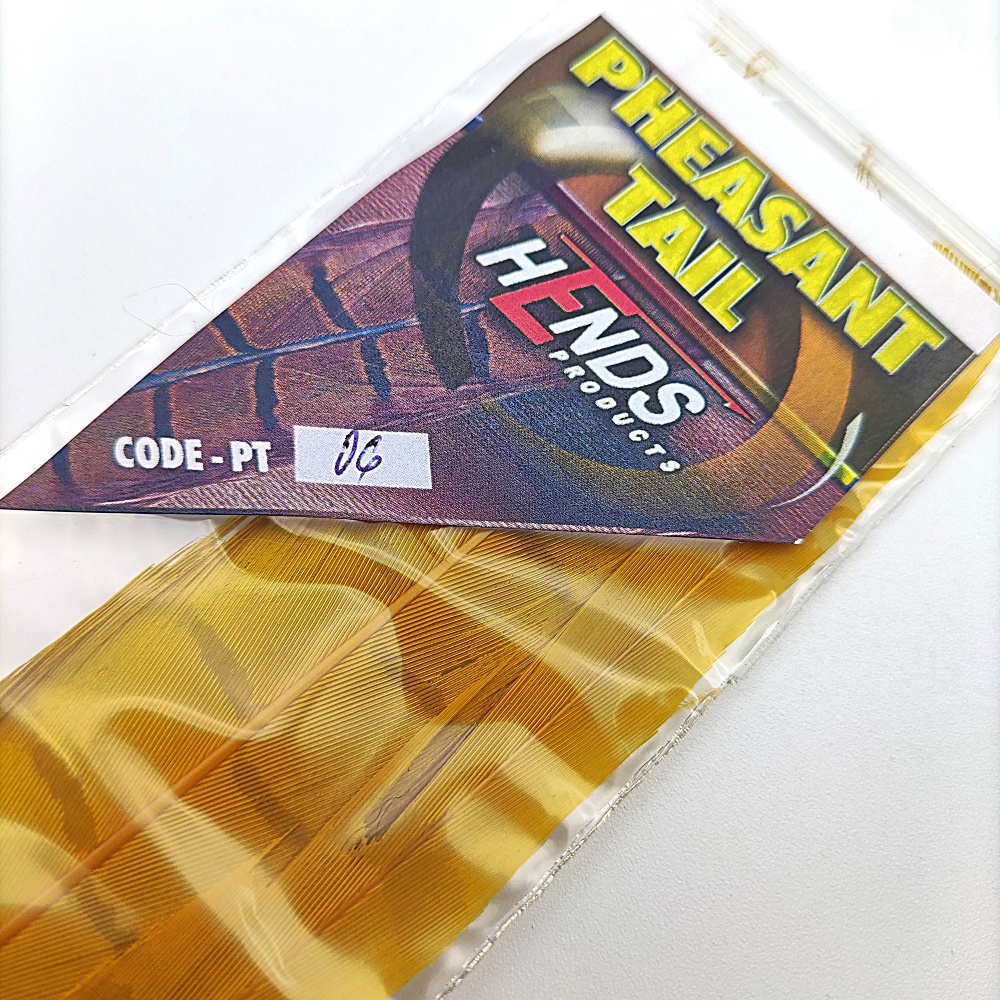 PHEASANT
TAIL
HENDS
PRODUCTS
CODE - PT 06